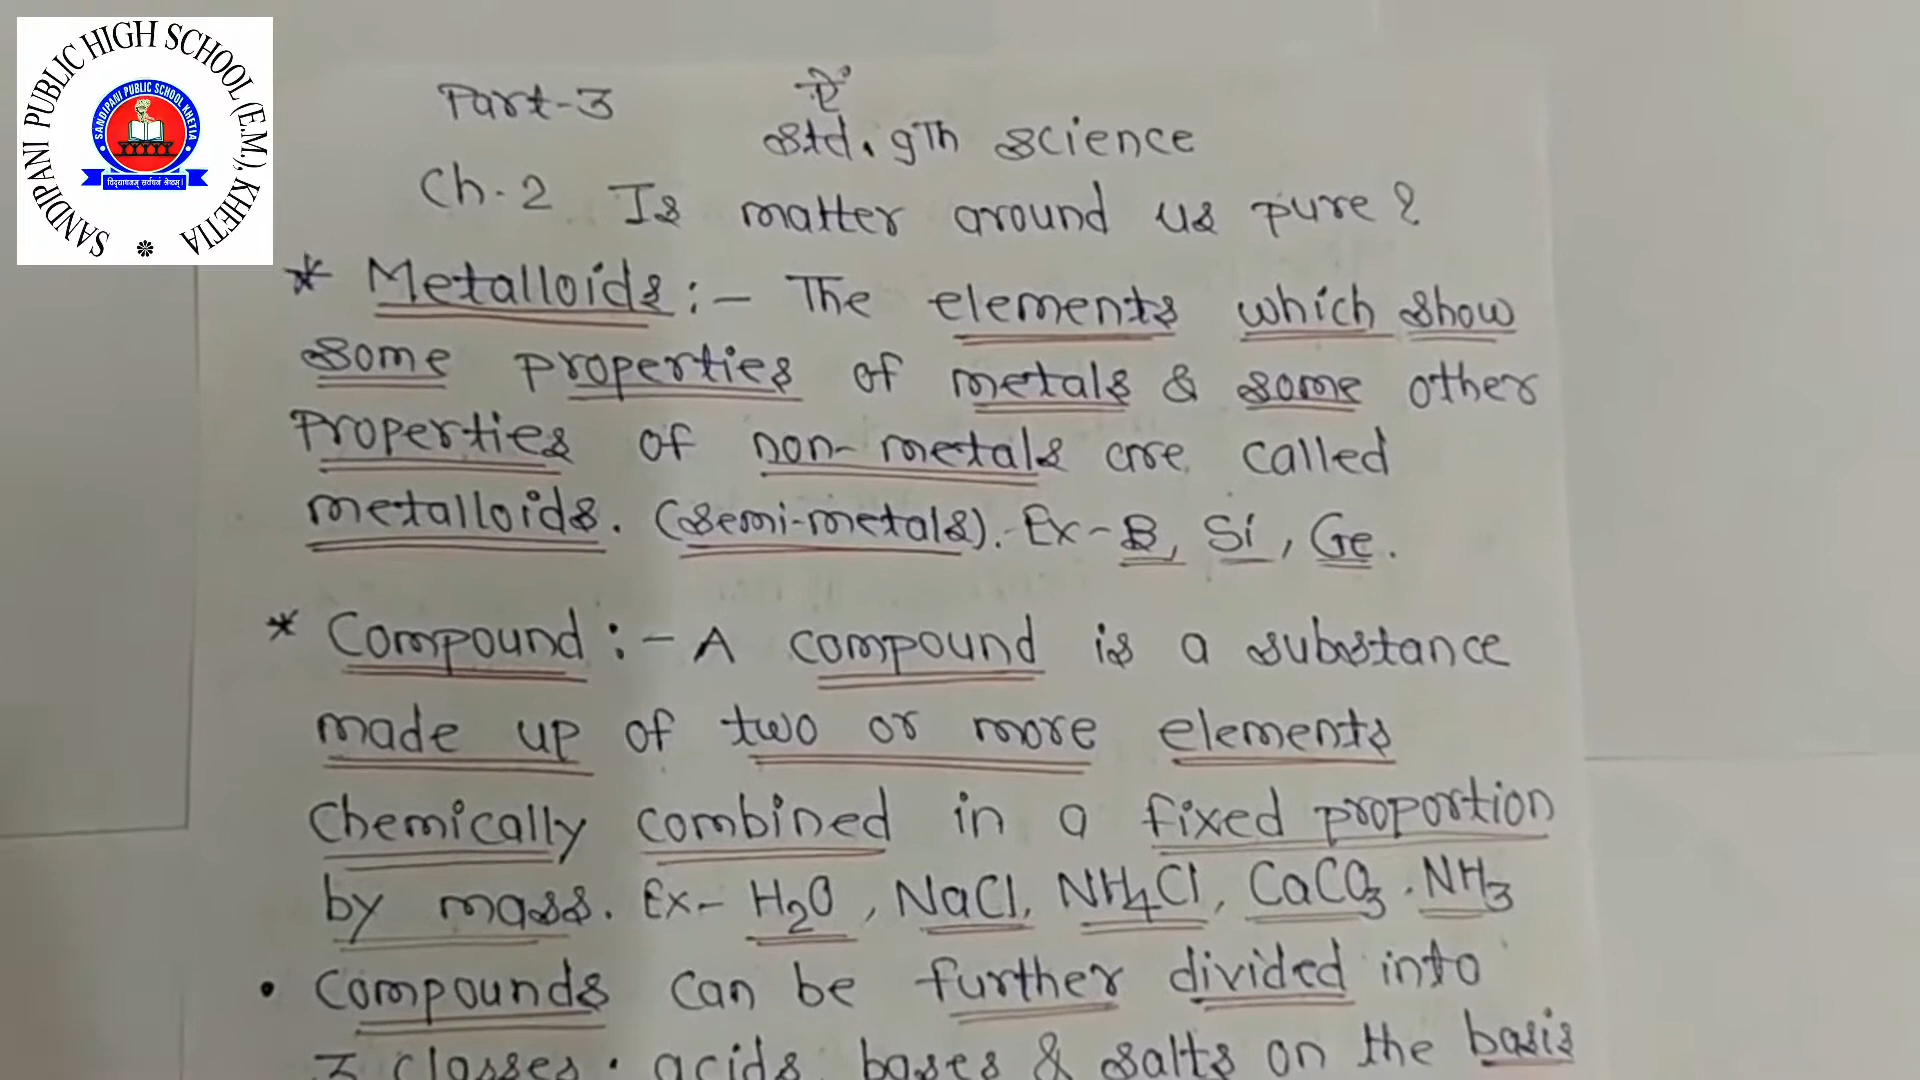 SANDIPANI PUBLIC HIGH SCHOOL (E.M.), KHETIA
SANDIPANI PUBLIC SCHOOL KHETIA
Part-3
ऐं
Std. 9Th Science
Ch.2 Is matter around us pure?
* Metalloids:- The elements which show
some properties of metals & some other
Properties of non-metals are called
metalloids. (semi-metals). Ex- B, Si, Ge.
* Compound:- A compound is a substance
made up of two or more elements
Chemically combined in a fixed proportion
by mass. Ex- H2O, NaCl, NH4Cl, CaCO3. NH3
• Compounds can be further divided into
3 classes: acids, bases & salts on the basis